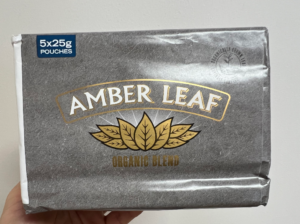 5x25g
POUCHES
AMBER LEAF
ORGANIC BLEND